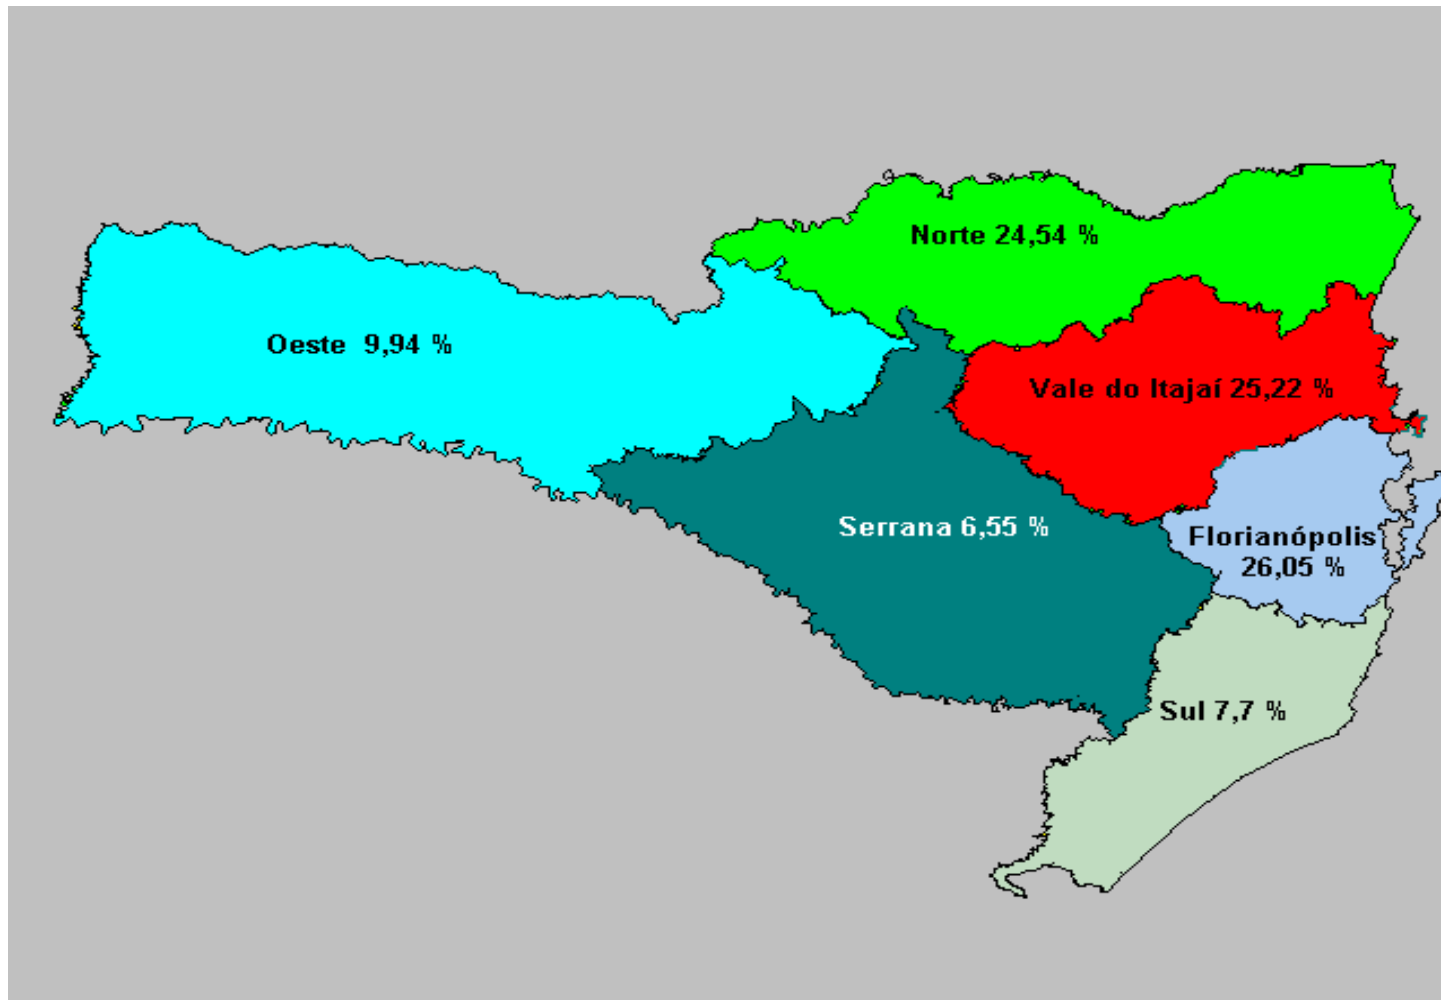 Norte 24,54 %
Oeste 9,94 %
Vale do Itajaí 25,22 %
Serrana 6,55 %
Florianópolis
26,05 %
Sul 7,7 %